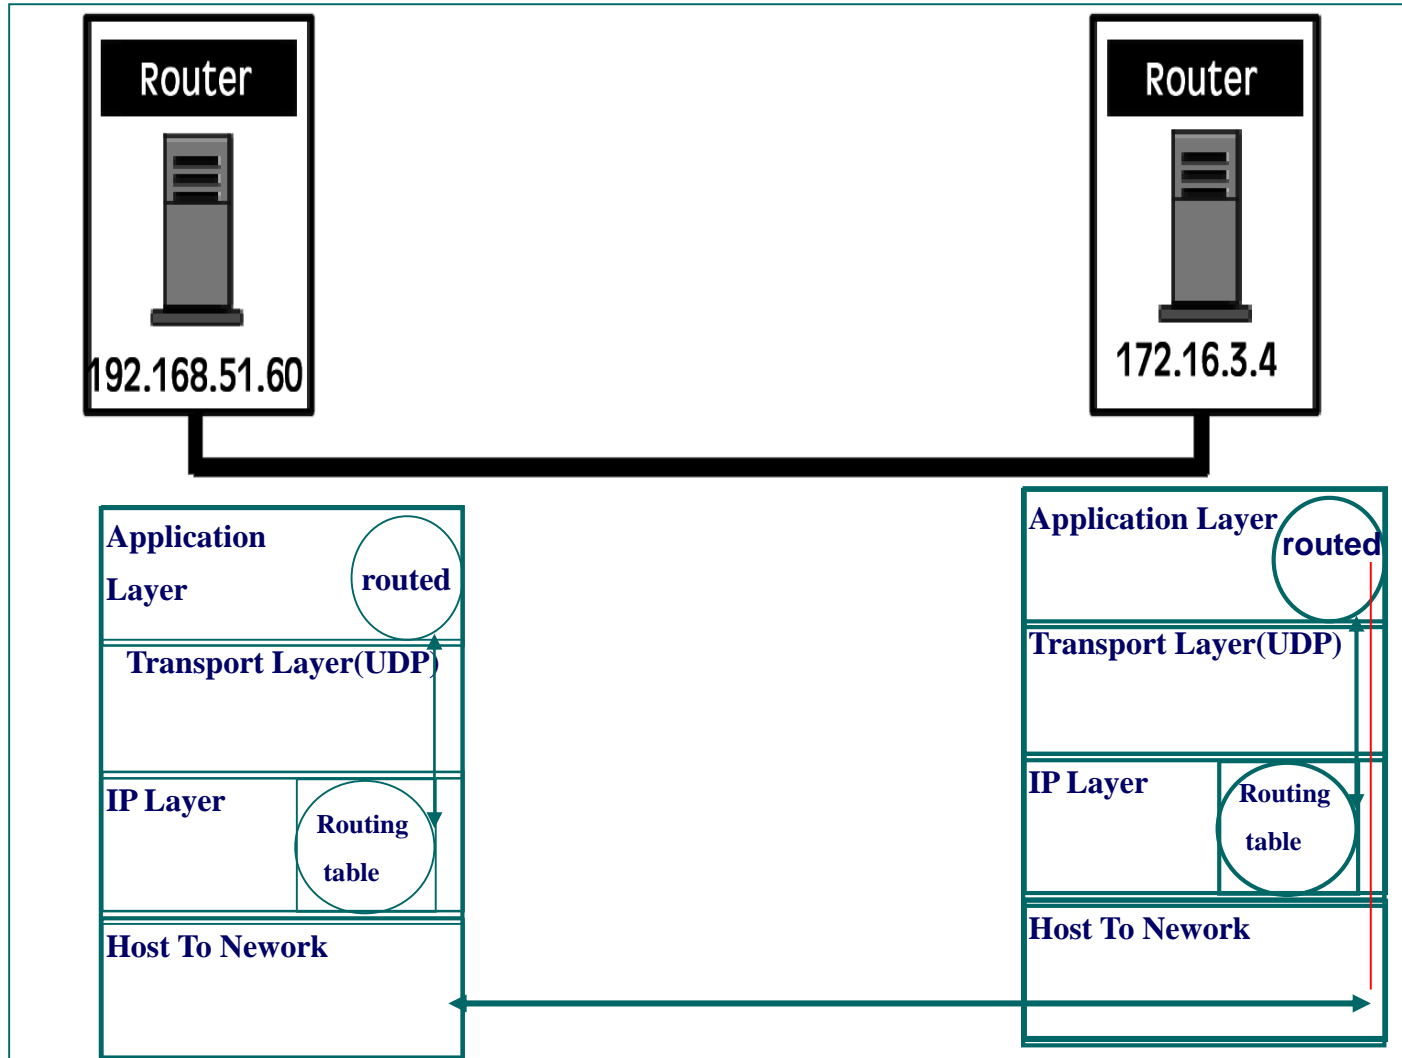 Router
192.168.51.60
Router
172.16.3.4
Application
Layer
routed
Transport Layer(UDP)
IP Layer
Routing
table
Host To Nework
Application Layer
routed
Transport Layer(UDP)
IP Layer
Routing
table
Host To Nework